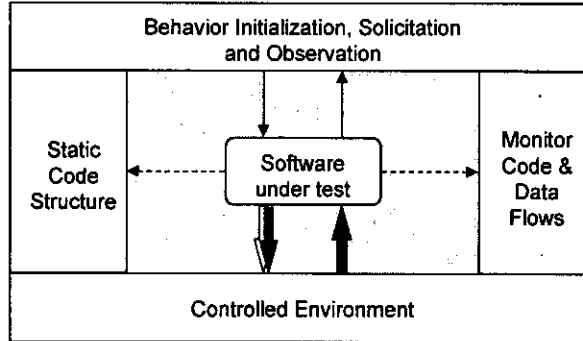 Behavior Initialization, Solicitation
and Observation
Static
Code
Structure
Software
under test
Monitor
Code &
Data
Flows
Controlled Environment